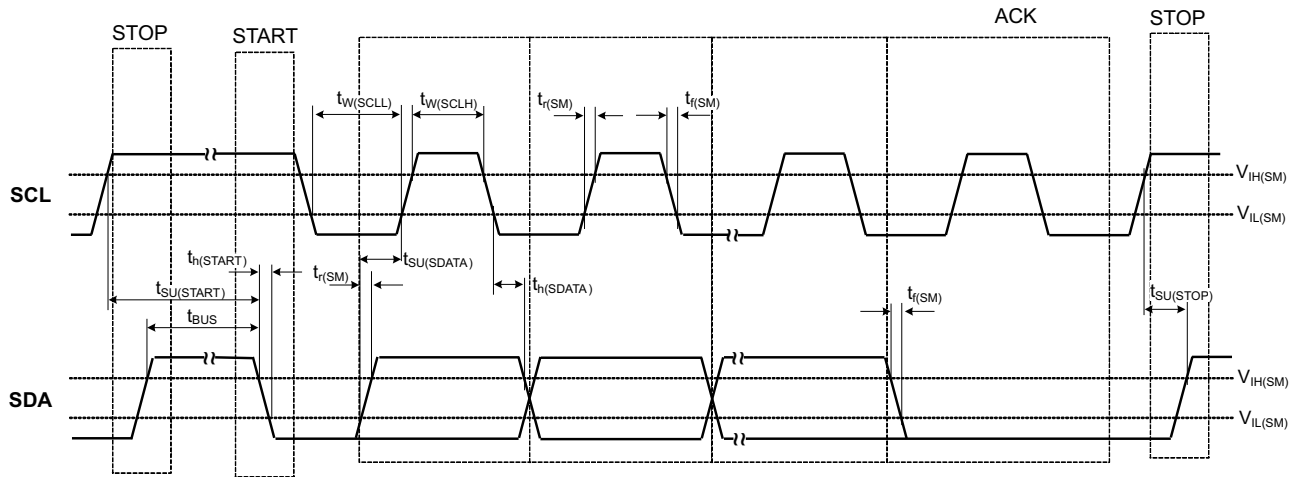 STOP START ACK STOP
tW(SCLL) tW(SCLH) tr(SM) tf(SM)
SCL VIH(SM)
VIL(SM)
th(START) tr(SM) tSU(SDATA)
tSU(START) th(SDATA) tf(SM) tSU(STOP)
tBUS
SDA VIH(SM)
VIL(SM)